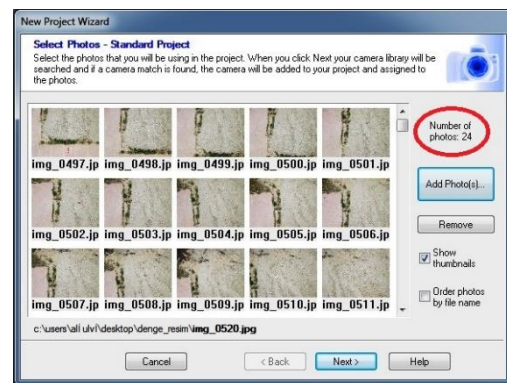 New Project Wizard
Select Photos - Standard Project
Select the photos that you will be using in the project. When you click Next your camera library will be
searched and if a camera match is found, the camera will be added to your project and assigned to
the photos.
Number of
photos: 24
img_0497.jp img_0498.jp img_0499.jp img_0500.jp img_0501.jp
Add Photo(s)...
img_0502.jp img_0503.jp img_0504.jp img_0505.jp img_0506.jp
Remove
Show
thumbnails
img_0507.jp img_0508.jp img_0509.jp img_0510.jp img_0511.jp
Order photos
by file name
c:\users\ali ulvi\desktop\denge_resim\img_0520.jpg
Cancel < Back Next > Help